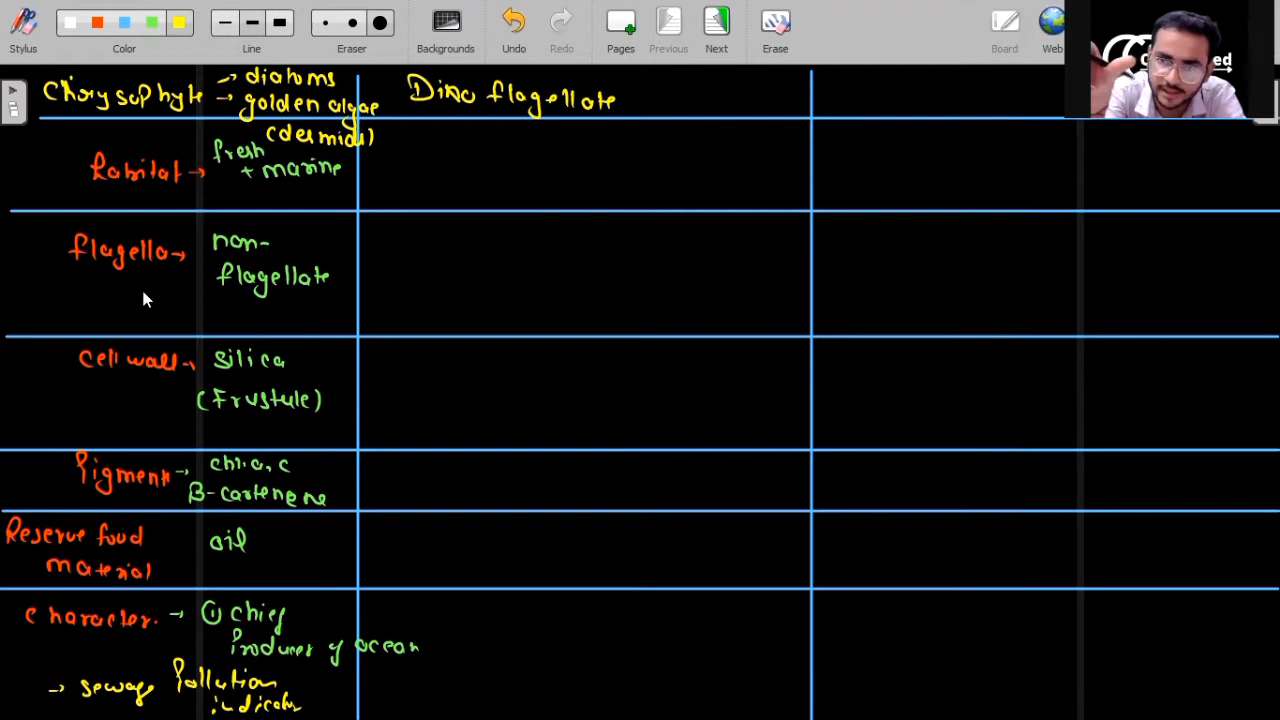 Stylus
Color
Line
Eraser
Backgrounds
Undo
Redo
Pages
Previous
Next
Erase
Board
Web
ed
Chrysophyte → diatoms
→ golden algae
(desmids)
Dino flagellate
Habitat → fresh
+ marine
flagella → non-
flagellate
Cell wall → silica
(Frustule)
Pigment → chl.a, c
β-cartenene
Reserve food
material
oil
character. → ① chief
Producer of ocean
→ sewage Pollution
indicator